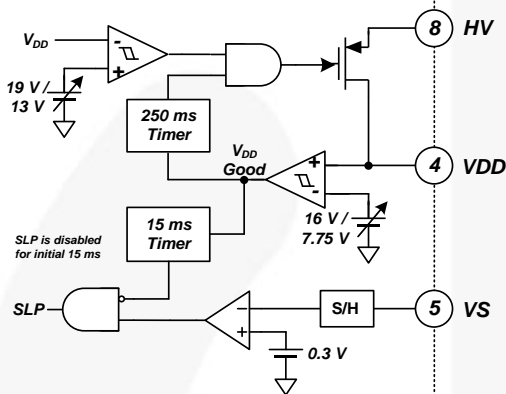 8 HV
V_DD
-
+
19 V /
13 V
250 ms
Timer
V_DD
Good
+
-
4 VDD
16 V /
7.75 V
15 ms
Timer
SLP is disabled
for initial 15 ms
SLP
-
+
S/H
5 VS
0.3 V